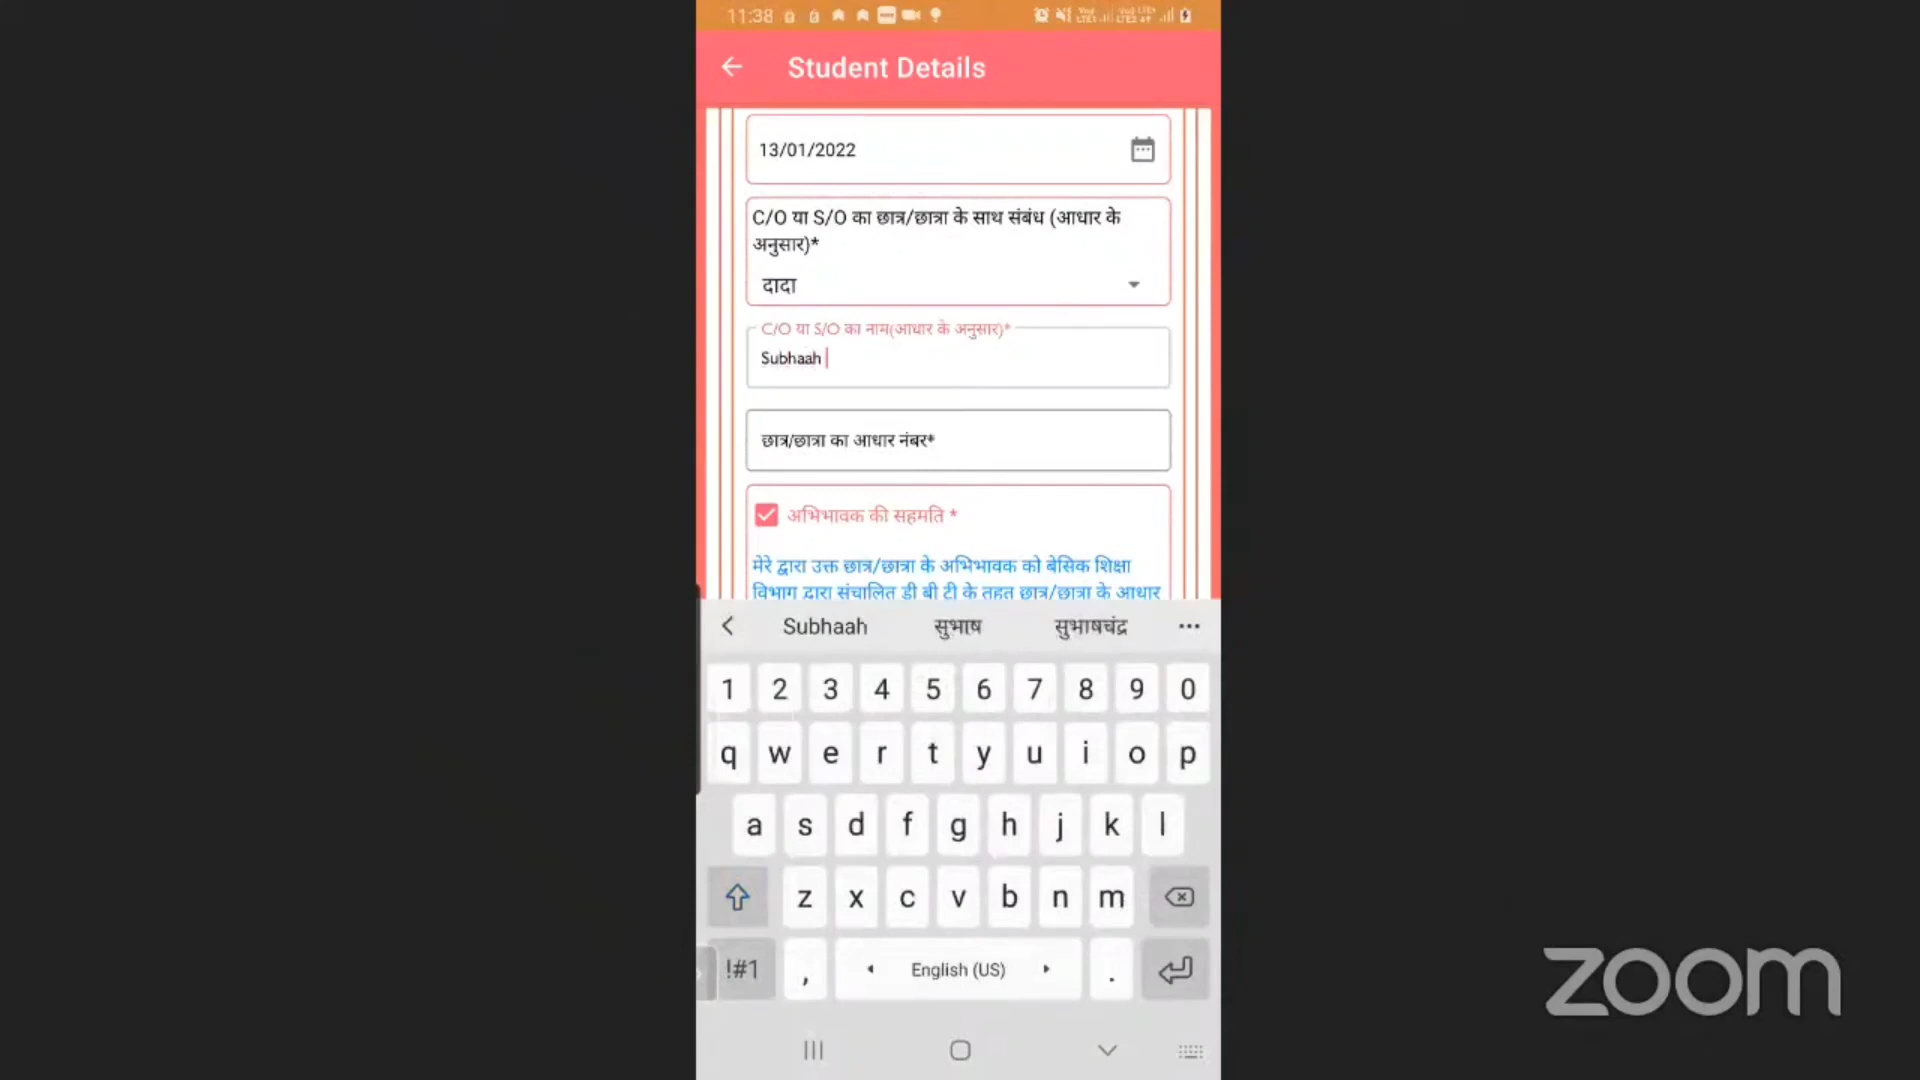 11:38
Student Details
13/01/2022
C/O या S/O का छात्र/छात्रा के साथ संबंध (आधार के
अनुसार)*
दादा
C/O या S/O का नाम(आधार के अनुसार)*
Subhaah
छात्र/छात्रा का आधार नंबर*
अभिभावक की सहमति *
मेरे द्वारा उक्त छात्र/छात्रा के अभिभावक को बेसिक शिक्षा
विभाग द्वारा संचालित डी बी टी के तहत छात्र/छात्रा के आधार
Subhaah सुभाष सुभाषचंद्र
1 2 3 4 5 6 7 8 9 0
q w e r t y u i o p
a s d f g h j k l
z x c v b n m
!#1 , English (US) .
zoom